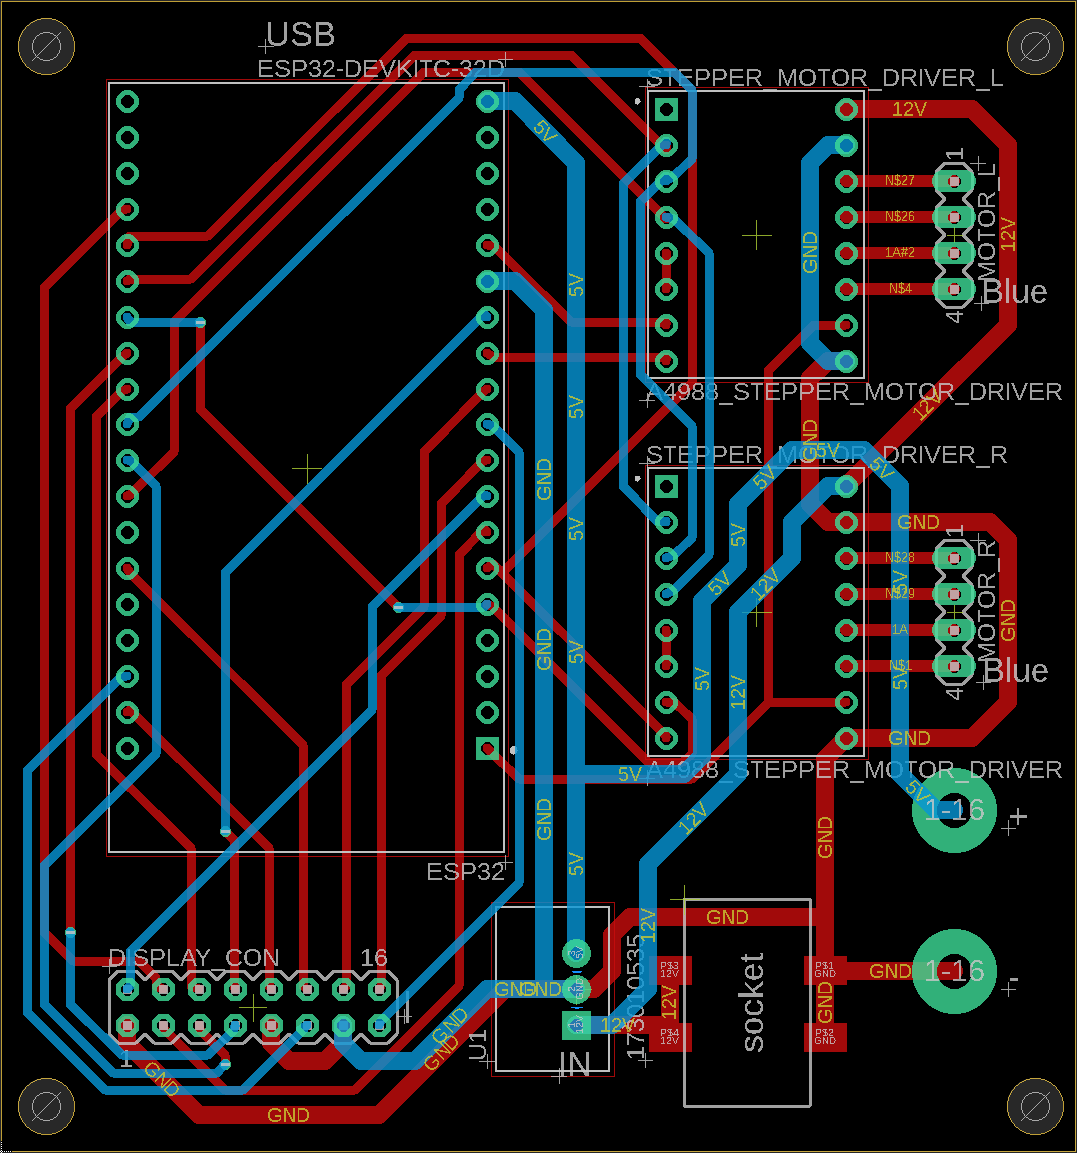 USB
ESP32-DEVKITC-32D
STEPPER_MOTOR_DRIVER_L
12V
5V
1
N$27
N$26
GND
1A#2
MOTOR_L
12V
5V
N$4
Blue
4
A4988_STEPPER_MOTOR_DRIVER
5V
12V
GND
5V
STEPPER_MOTOR_DRIVER_R
5V
5V
GND
GND
5V
5V
1
N$28
5V
12V
5V
N$29
MOTOR_R
GND
1A
GND
5V
N$1
5V
5V
12V
Blue
4
GND
5V
A4988_STEPPER_MOTOR_DRIVER
5V
1-16
+
GND
12V
GND
5V
ESP32
GND
12V
DISPLAY_CON
16
5V
P$3
12V
P$1
GND
GND
1-16
-
GND
GND
GND
12V
GND
socket
173010535
12V
12V
P$4
12V
P$2
GND
GND
GND
U1
IN
1
GND
GND